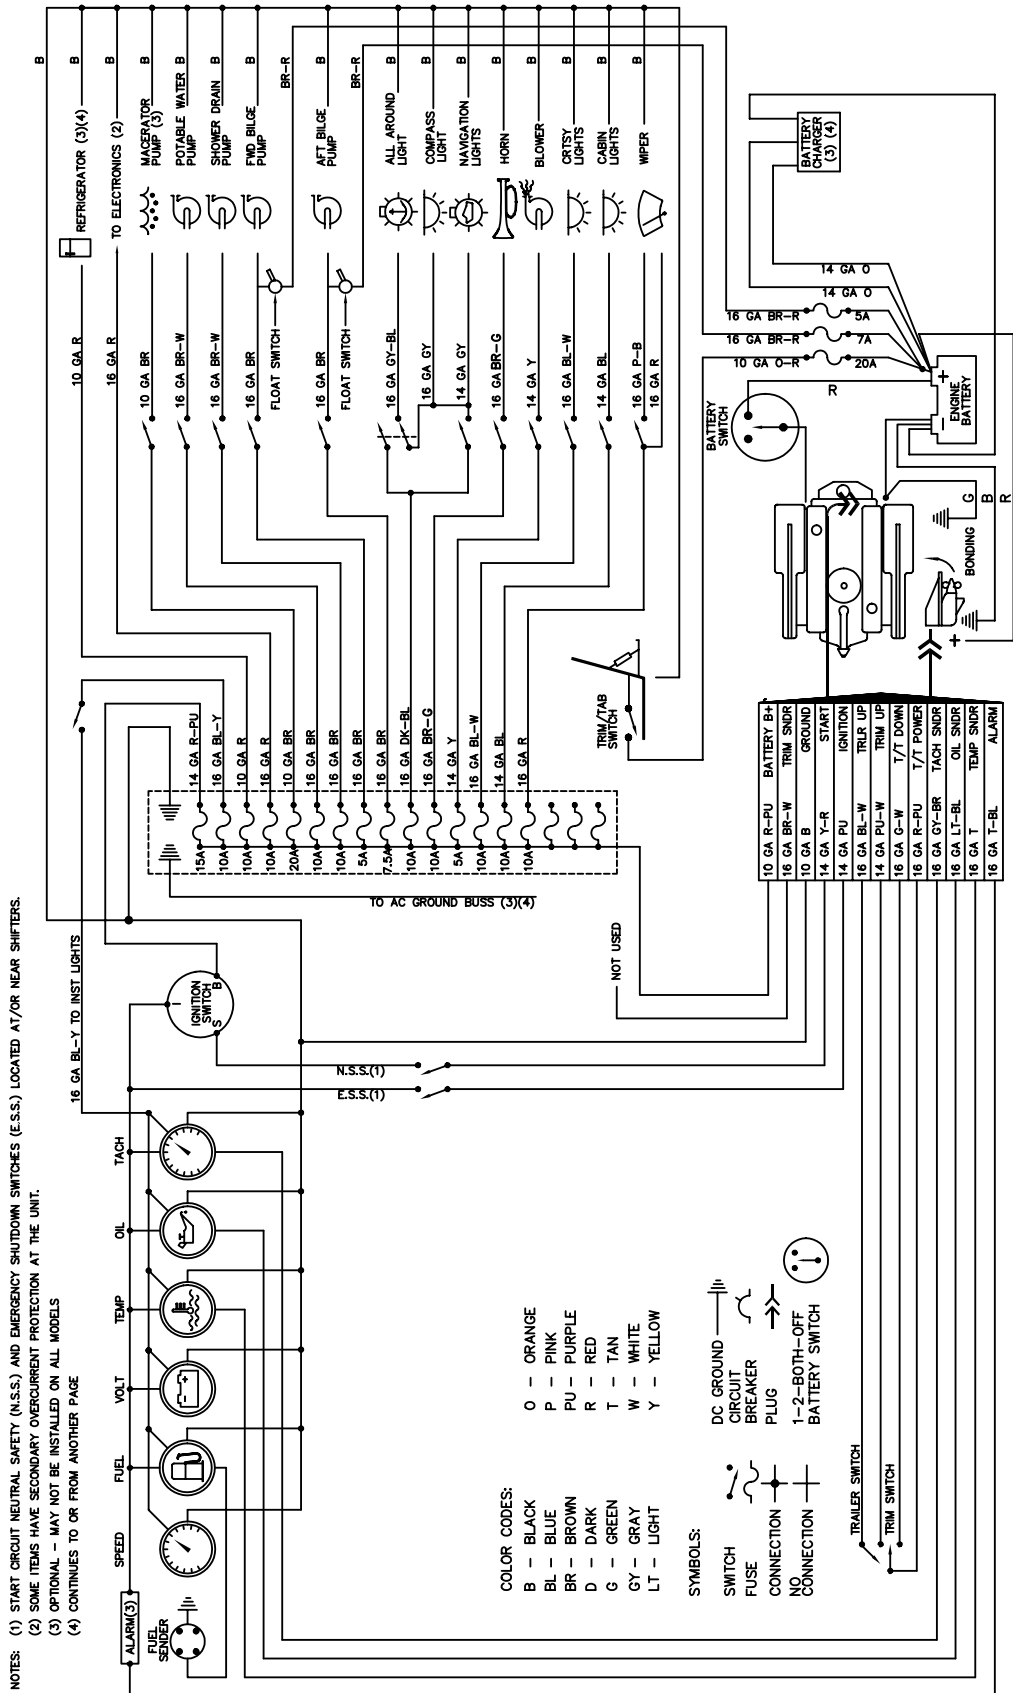 NOTES: (1) START CIRCUIT NEUTRAL SAFETY (N.S.S.) AND EMERGENCY SHUTDOWN SWITCHES (E.S.S.) LOCATED AT/OR NEAR SHIFTERS.
(2) SOME ITEMS HAVE SECONDARY OVERCURRENT PROTECTION AT THE UNIT.
(3) OPTIONAL - MAY NOT BE INSTALLED ON ALL MODELS
(4) CONTINUES TO OR FROM ANOTHER PAGE
ALARM(3)
FUEL
SENDER
SPEED
FUEL
VOLT
TEMP
OIL
TACH
16 GA BL-Y TO INST LIGHTS
IGNITION
SWITCH
I
S
B
N.S.S.(1)
E.S.S.(1)
NOT USED
TO AC GROUND BUSS (3)(4)
15A
10A
10A
10A
20A
10A
10A
5A
7.5A
10A
10A
5A
10A
10A
10A
14 GA R-PU
16 GA BL-Y
10 GA R
16 GA R
10 GA BR
16 GA BR
16 GA BR
16 GA BR
16 GA BR
16 GA DK-BL
16 GA BR-G
14 GA Y
16 GA BL-W
14 GA BL
16 GA R
10 GA R
16 GA R
10 GA BR
16 GA BR-W
16 GA BR-W
16 GA BR
FLOAT SWITCH
16 GA BR
FLOAT SWITCH
16 GA GY-BL
16 GA GY
14 GA GY
16 GA BR-G
14 GA Y
16 GA BL-W
14 GA BL
16 GA P-B
16 GA R
REFRIGERATOR (3)(4)
TO ELECTRONICS (2)
MACERATOR
PUMP (3)
POTABLE WATER
PUMP
SHOWER DRAIN
PUMP
FWD BILGE
PUMP
AFT BILGE
PUMP
ALL AROUND
LIGHT
COMPASS
LIGHT
NAVIGATION
LIGHTS
HORN
BLOWER
CRTSY
LIGHTS
CABIN
LIGHTS
WIPER
B
B
B
B
B
B
B
BR-R
B
BR-R
B
B
B
B
B
B
B
B
BATTERY
CHARGER
(3) (4)
14 GA O
14 GA O
16 GA BR-R
5A
16 GA BR-R
7A
10 GA O-R
20A
R
BATTERY
SWITCH
+
−
ENGINE
BATTERY
G
B
R
BONDING
+
TRIM/TAB
SWITCH
10 GA R-PU BATTERY B+
16 GA BR-W TRIM SNDR
10 GA B GROUND
14 GA Y-R START
14 GA PU IGNITION
16 GA BL-W TRLR UP
14 GA PU-W TRIM UP
16 GA G-W T/T DOWN
16 GA R-PU T/T POWER
16 GA GY-BR TACH SNDR
16 GA LT-BL OIL SNDR
16 GA T TEMP SNDR
16 GA T-BL ALARM
COLOR CODES:
B - BLACK
BL - BLUE
BR - BROWN
D - DARK
G - GREEN
GY - GRAY
LT - LIGHT
O - ORANGE
P - PINK
PU - PURPLE
R - RED
T - TAN
W - WHITE
Y - YELLOW
SYMBOLS:
SWITCH
FUSE
CONNECTION
NO
CONNECTION
DC GROUND
CIRCUIT
BREAKER
PLUG
1-2-BOTH-OFF
BATTERY SWITCH
TRAILER SWITCH
TRIM SWITCH